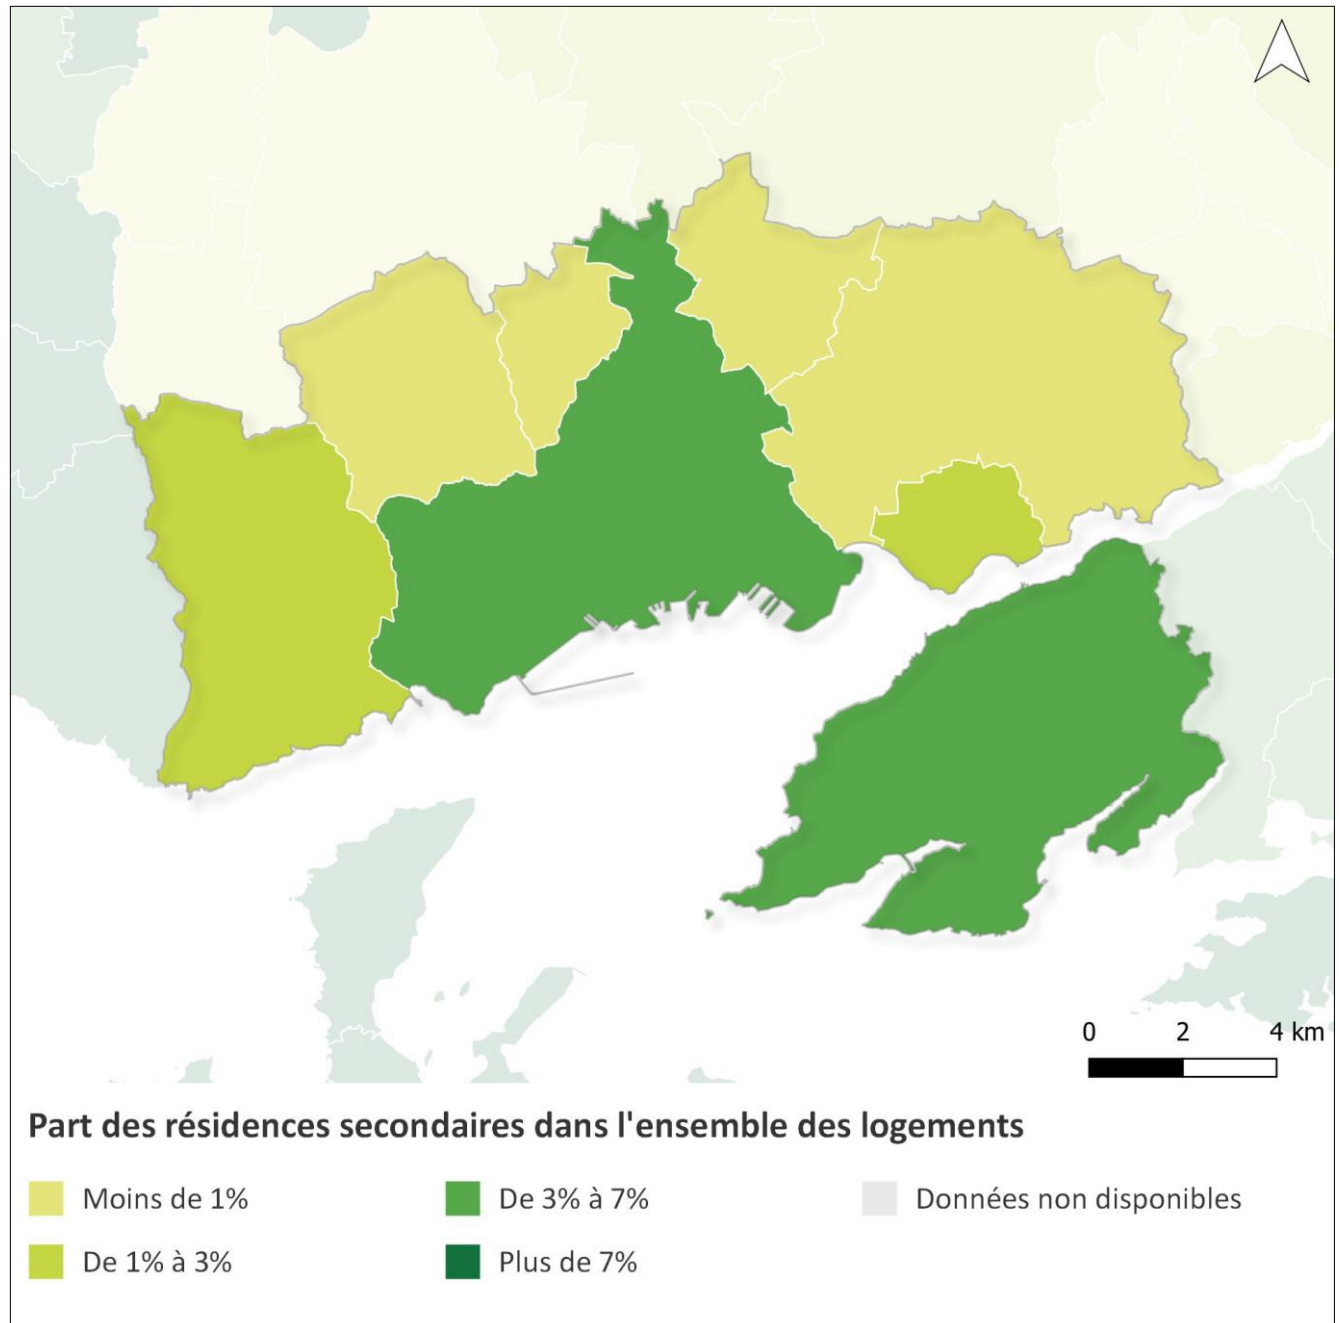 0 2 4 km
Part des résidences secondaires dans l'ensemble des logements
Moins de 1% De 3% à 7% Données non disponibles
De 1% à 3% Plus de 7%